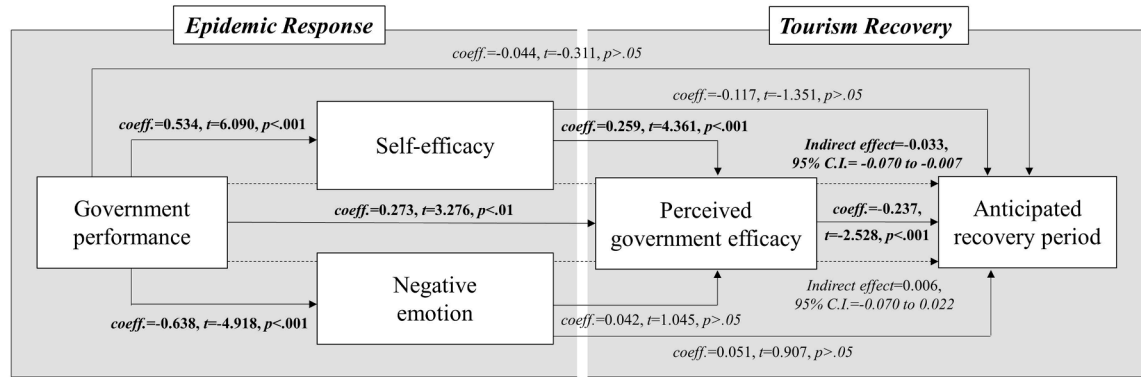 Epidemic Response
Tourism Recovery
coeff.=-0.044, t=-0.311, p>.05
coeff.=-0.117, t=-1.351, p>.05
coeff.=0.534, t=6.090, p<.001
Self-efficacy
coeff.=0.259, t=4.361, p<.001
Indirect effect=-0.033,
95% C.I.= -0.070 to -0.007
Government
performance
coeff.=0.273, t=3.276, p<.01
Perceived
government efficacy
coeff.=-0.237,
t=-2.528, p<.001
Anticipated
recovery period
Negative
emotion
Indirect effect=0.006,
95% C.I.=-0.070 to 0.022
coeff.=-0.638, t=-4.918, p<.001
coeff.=0.042, t=1.045, p>.05
coeff.=0.051, t=0.907, p>.05